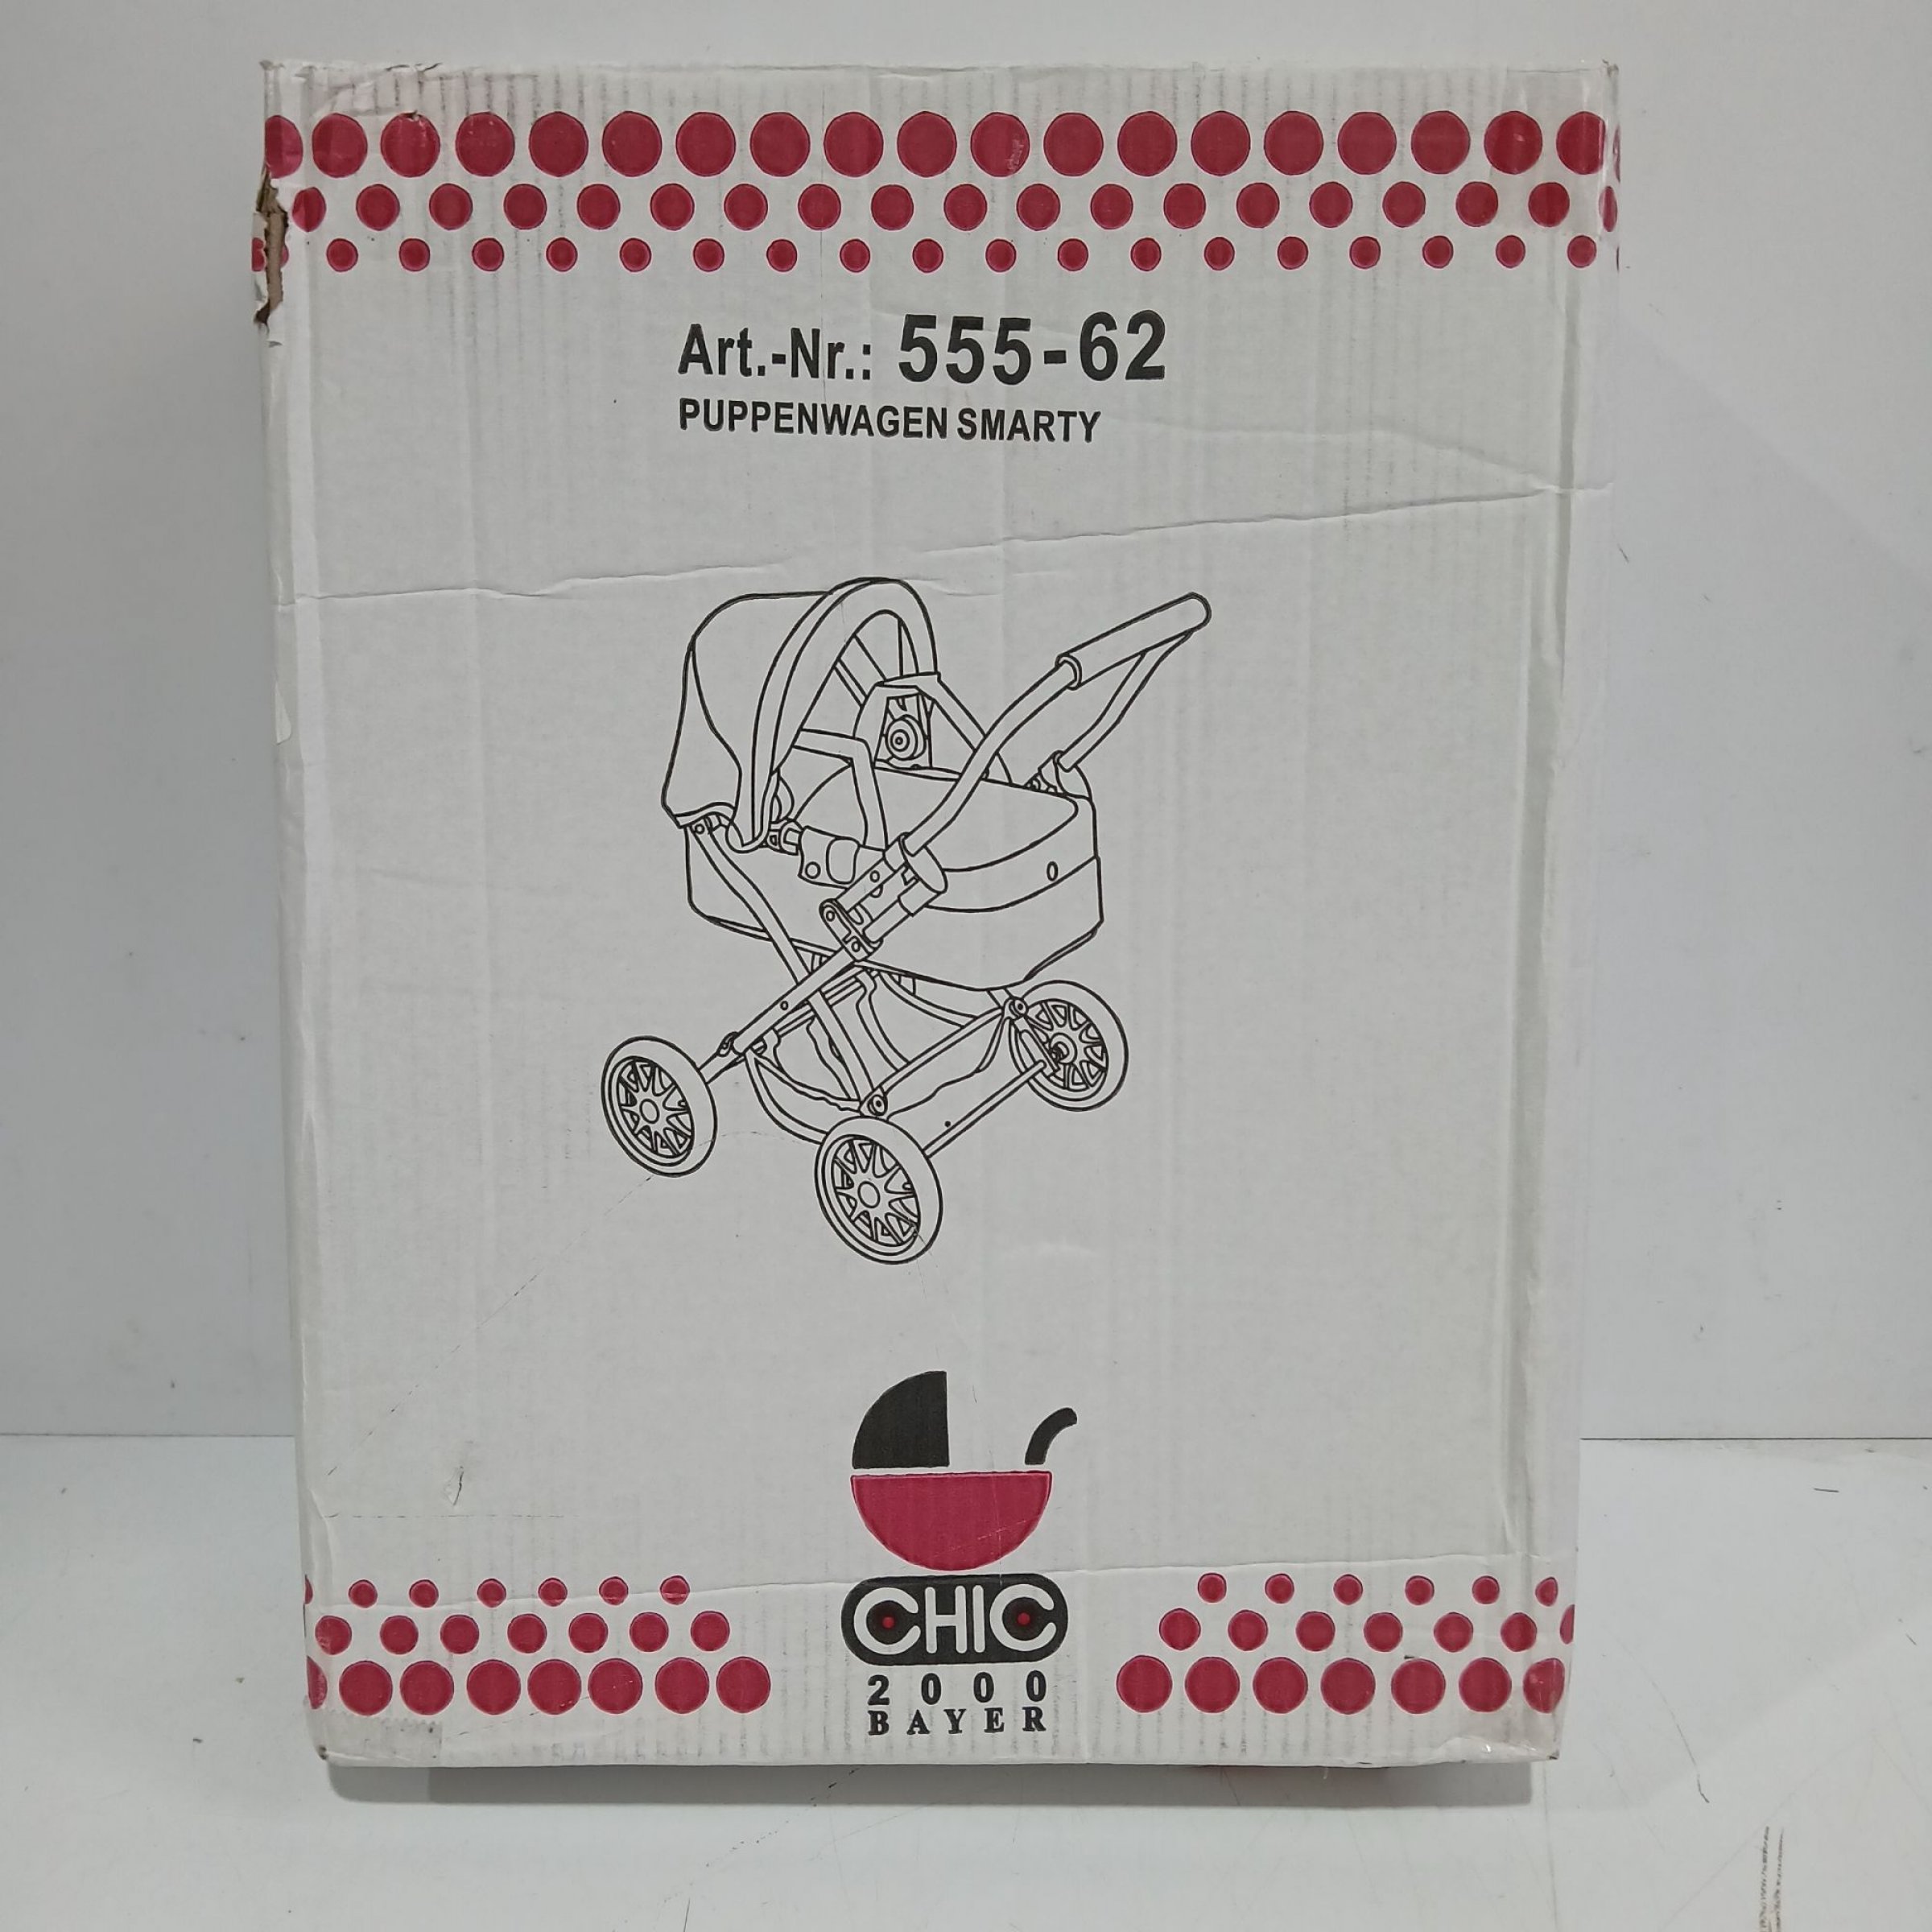 Art.-Nr.: 555-62
PUPPENWAGEN SMARTY
CHIC
2000
BAYER